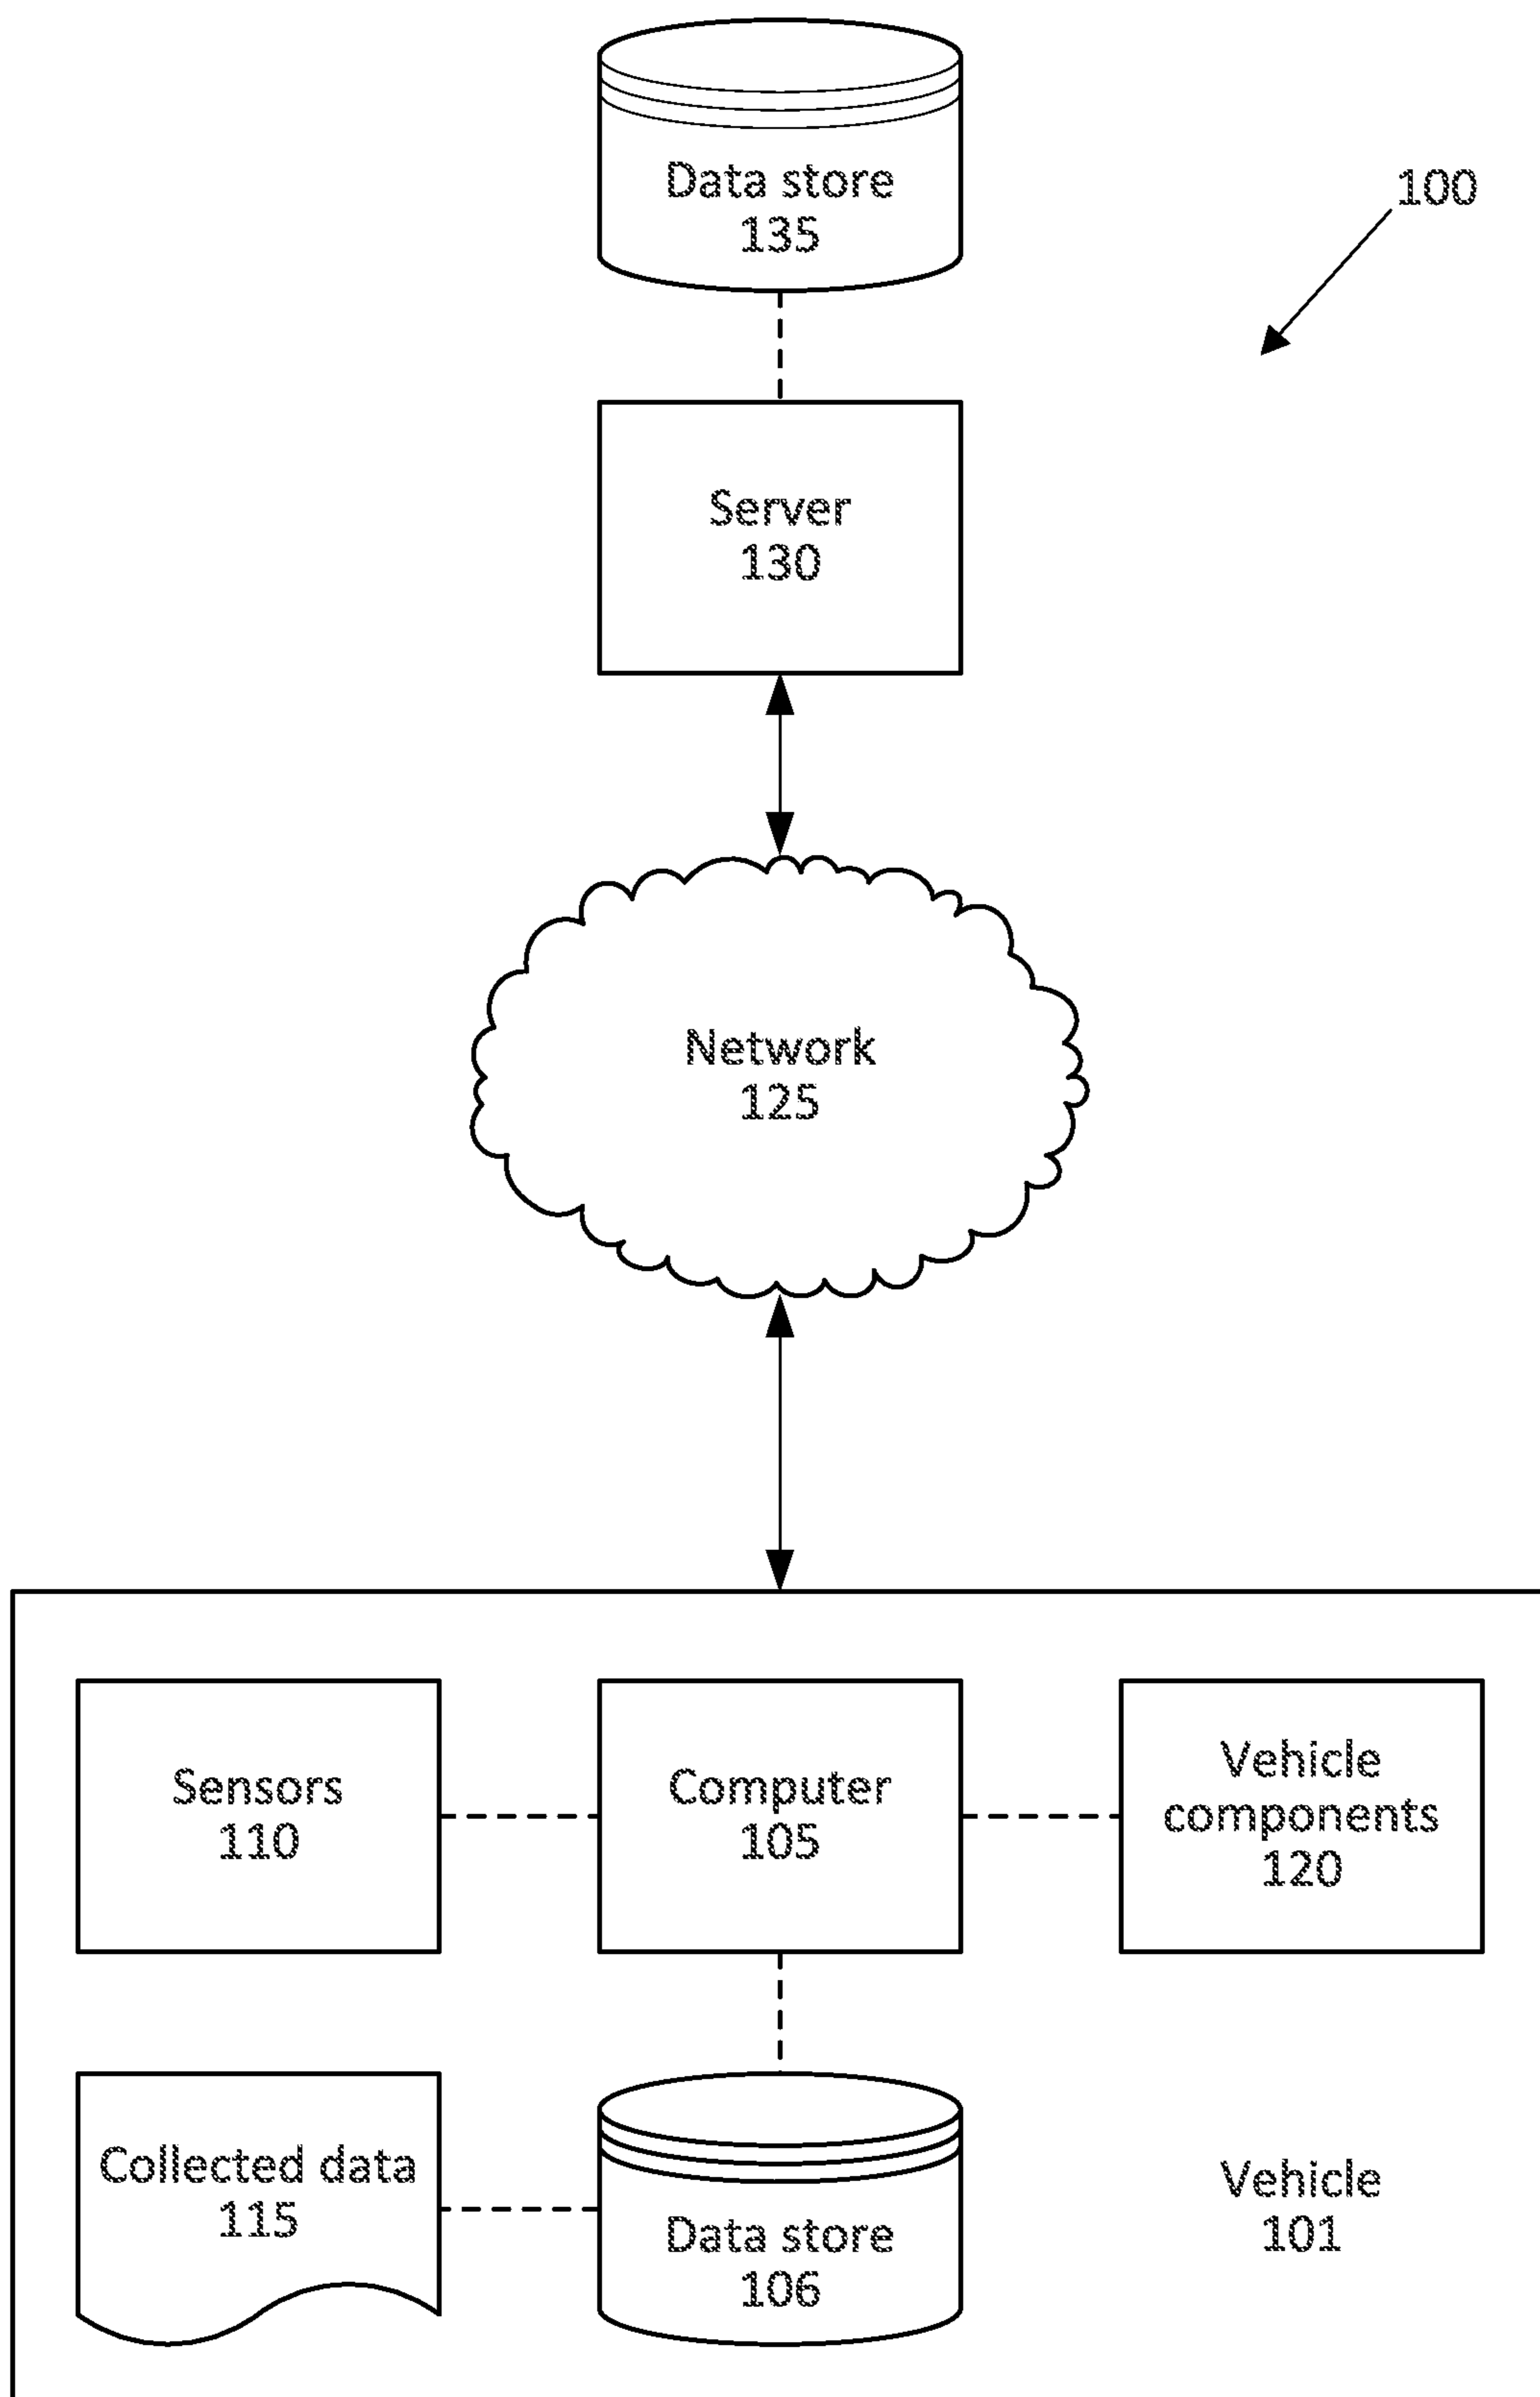 Data store
135
100
Server
130
Network
125
Sensors
110
Computer
105
Vehicle
components
120
Collected data
115
Data store
106
Vehicle
101